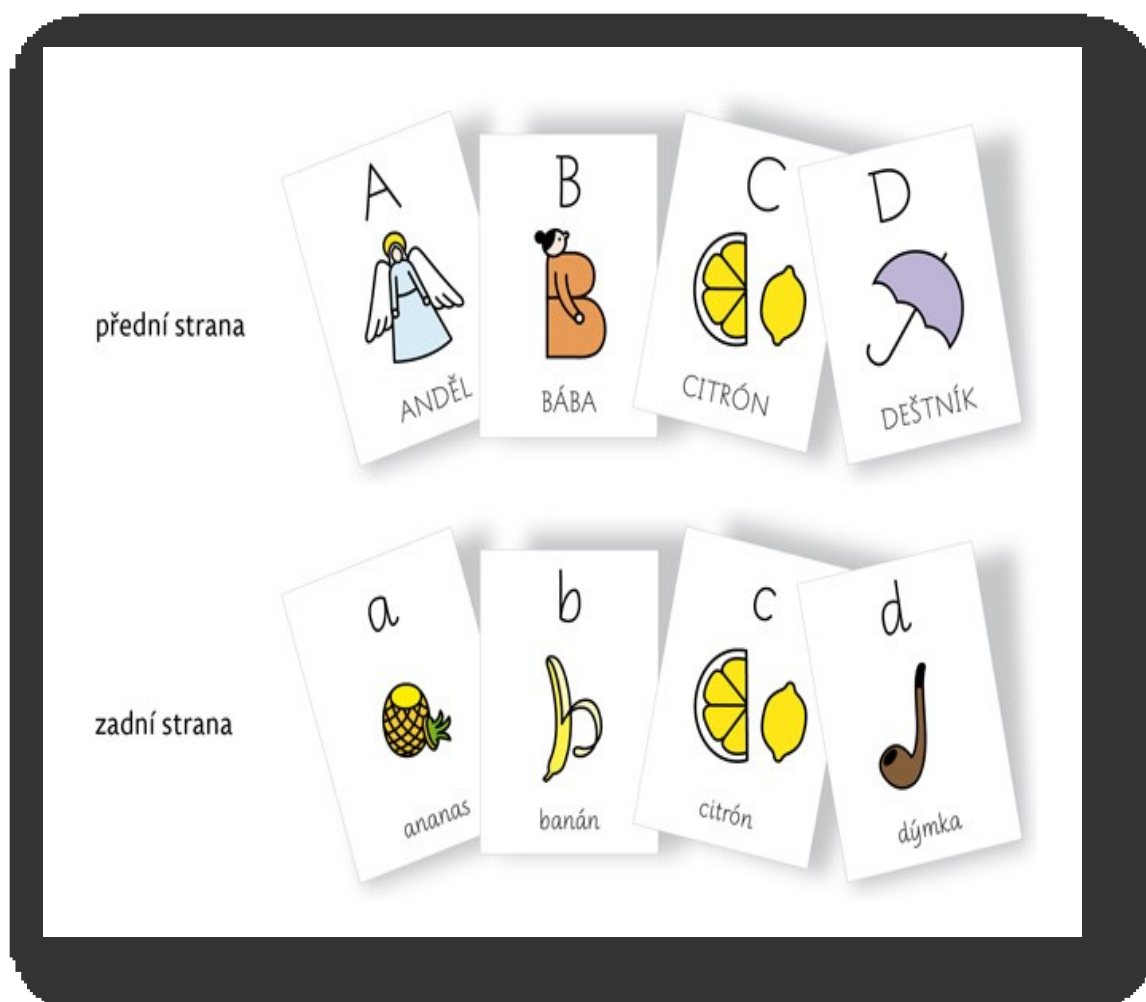 A
B
C
D
přední strana
ANDĚL
BÁBA
CITRÓN
DEŠTNÍK
a
b
c
d
zadní strana
ananas
banán
citrón
dýmka